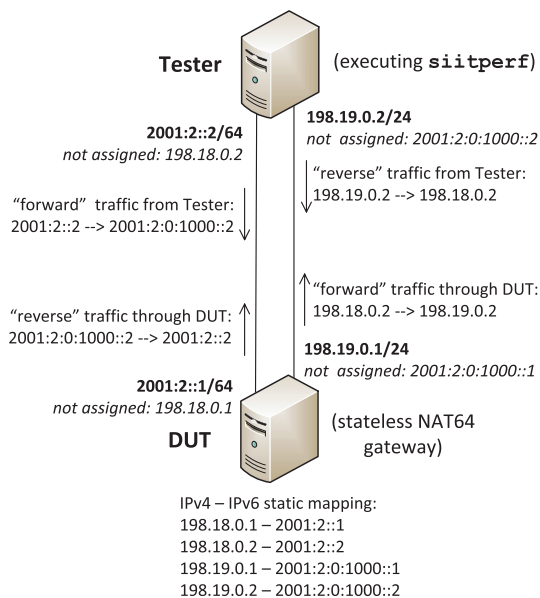 Tester
(executing siitperf)
2001:2::2/64
not assigned: 198.18.0.2
198.19.0.2/24
not assigned: 2001:2:0:1000::2
"reverse" traffic from Tester:
198.19.0.2 --> 198.18.0.2
"forward" traffic from Tester:
2001:2::2 --> 2001:2:0:1000::2
"forward" traffic through DUT:
198.18.0.2 --> 198.19.0.2
"reverse" traffic through DUT:
2001:2:0:1000::2 --> 2001:2::2
198.19.0.1/24
not assigned: 2001:2:0:1000::1
2001:2::1/64
not assigned: 198.18.0.1
DUT
(stateless NAT64
gateway)
IPv4 – IPv6 static mapping:
198.18.0.1 – 2001:2::1
198.18.0.2 – 2001:2::2
198.19.0.1 – 2001:2:0:1000::1
198.19.0.2 – 2001:2:0:1000::2